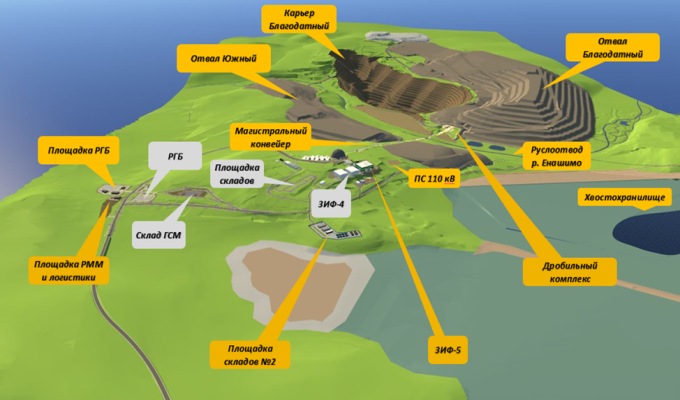 Карьер
Благодатный
Отвал
Благодатный
Отвал Южный
Магистральный
конвейер
Площадка РГБ
РГБ
Площадка
складов
Руслоотвод
р. Енашимо
ПС 110 кВ
Хвостохранилище
ЗИФ-4
Склад ГСМ
Площадка РММ
и логистики
Дробильный
комплекс
Площадка
складов №2
ЗИФ-5